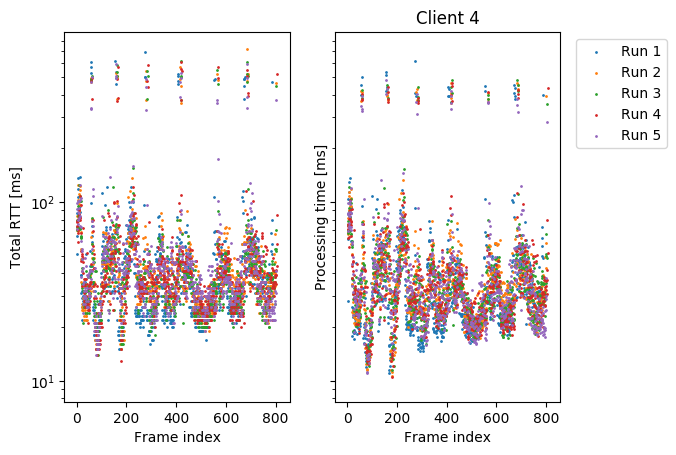 Client 4
Total RTT [ms]
10²
10¹
0 200 400 600 800
Frame index
Processing time [ms]
0 200 400 600 800
Frame index
Run 1
Run 2
Run 3
Run 4
Run 5